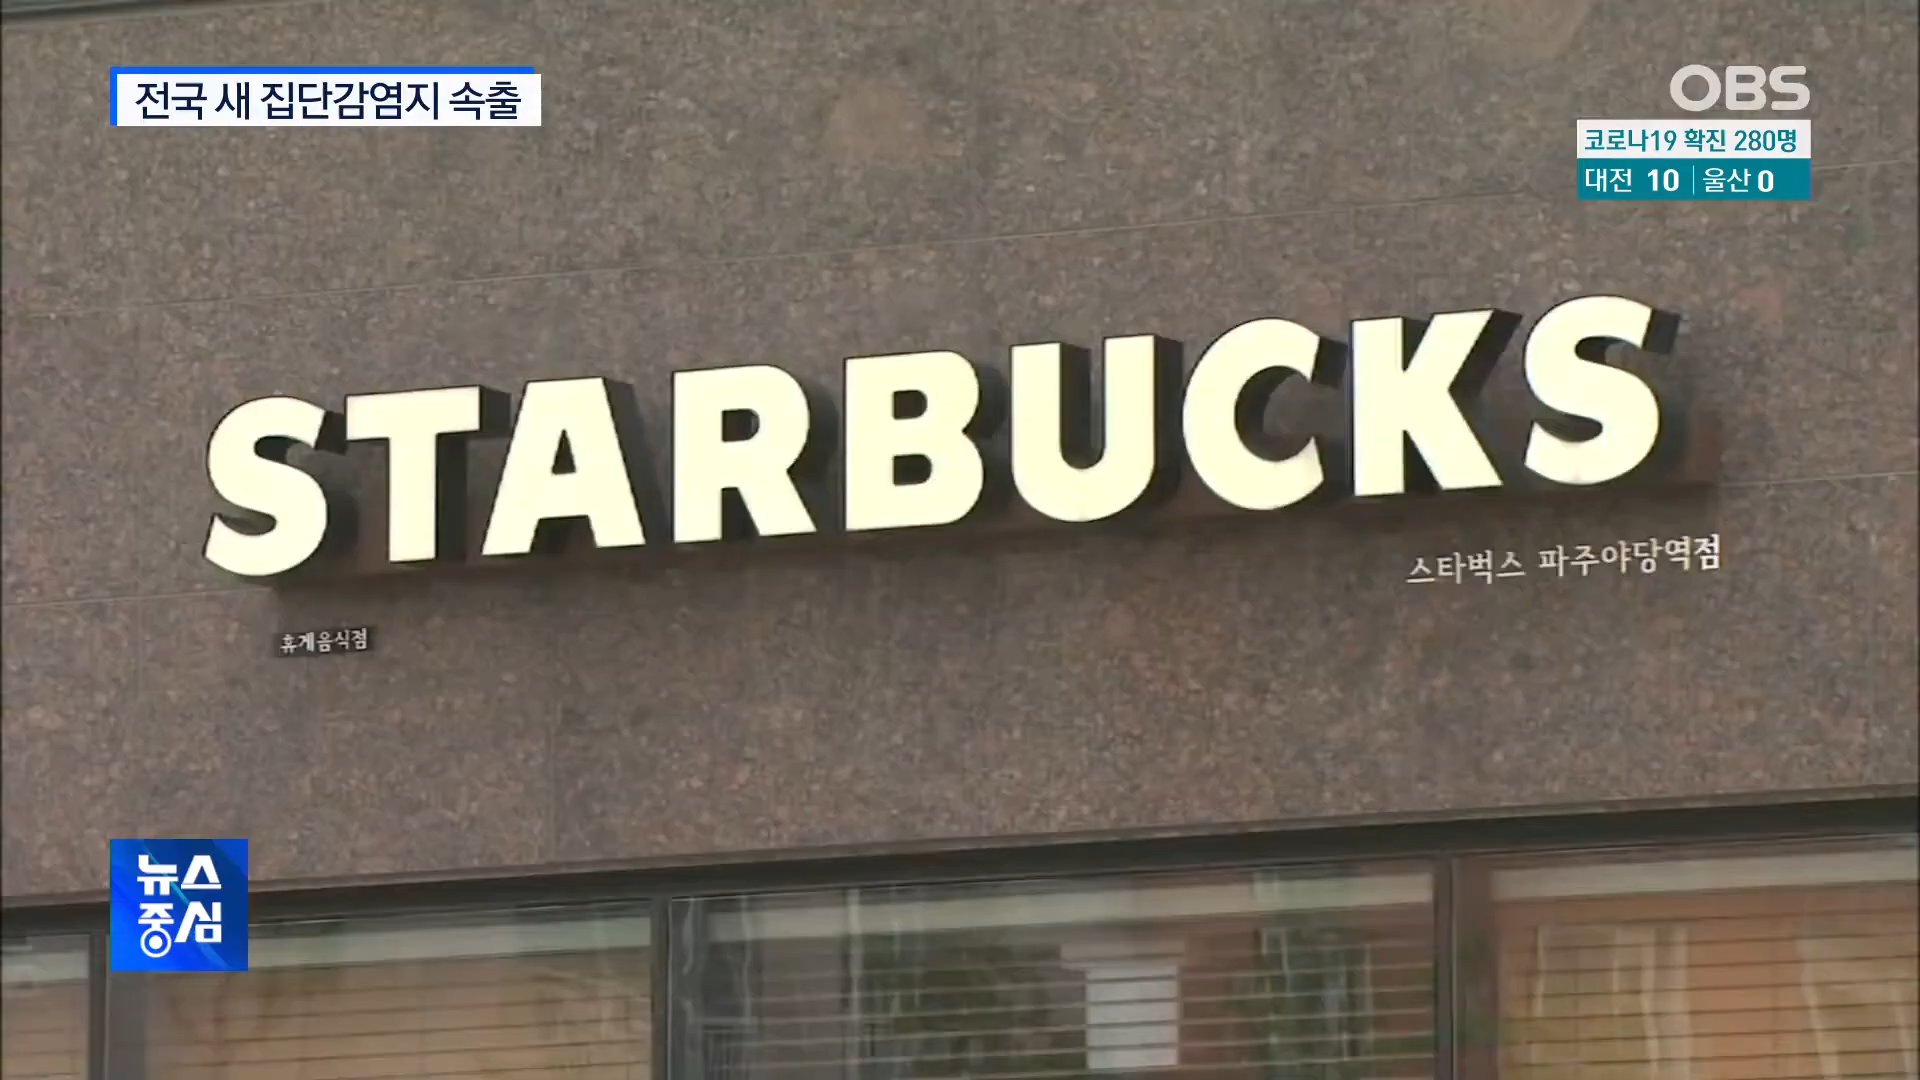 전국 새 집단감염지 속출
OBS
코로나19 확진 280명
대전 10 울산 0
STARBUCKS
스타벅스 파주야당역점
휴게음식점
뉴스
중심